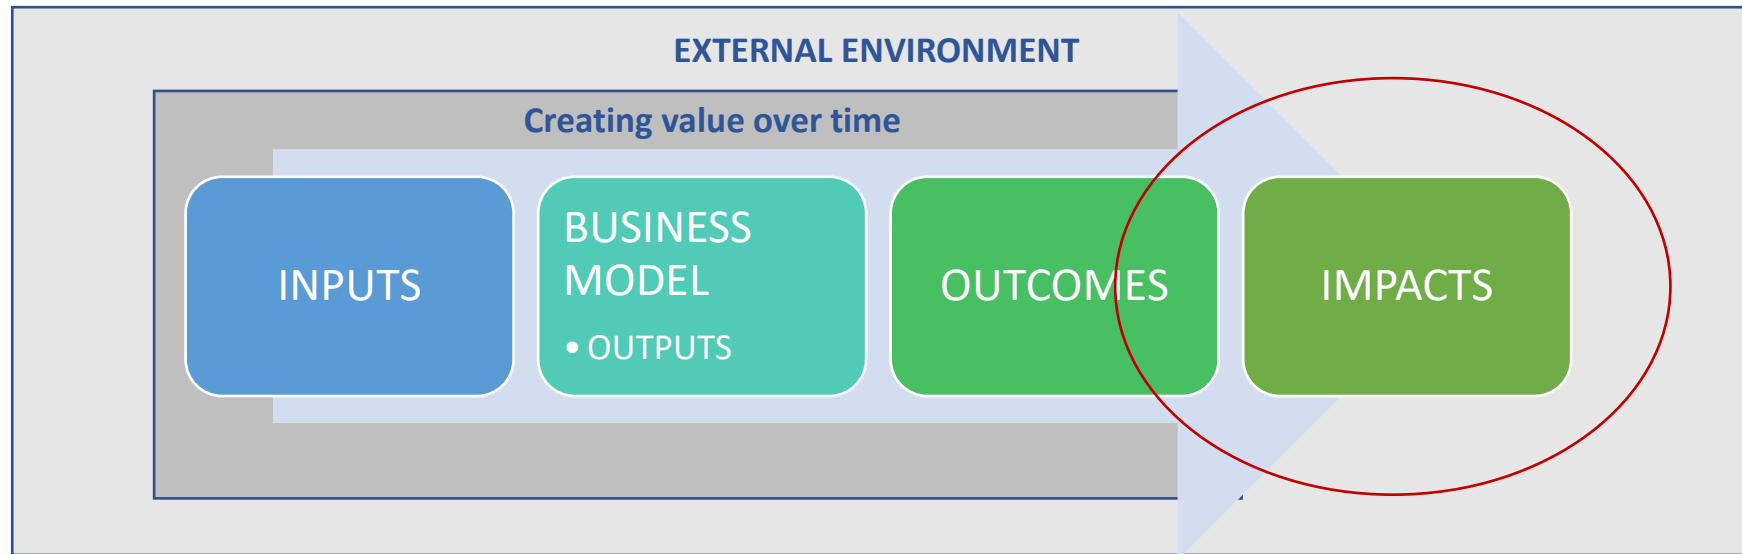 EXTERNAL ENVIRONMENT
Creating value over time
INPUTS
BUSINESS
MODEL
• OUTPUTS
OUTCOMES
IMPACTS